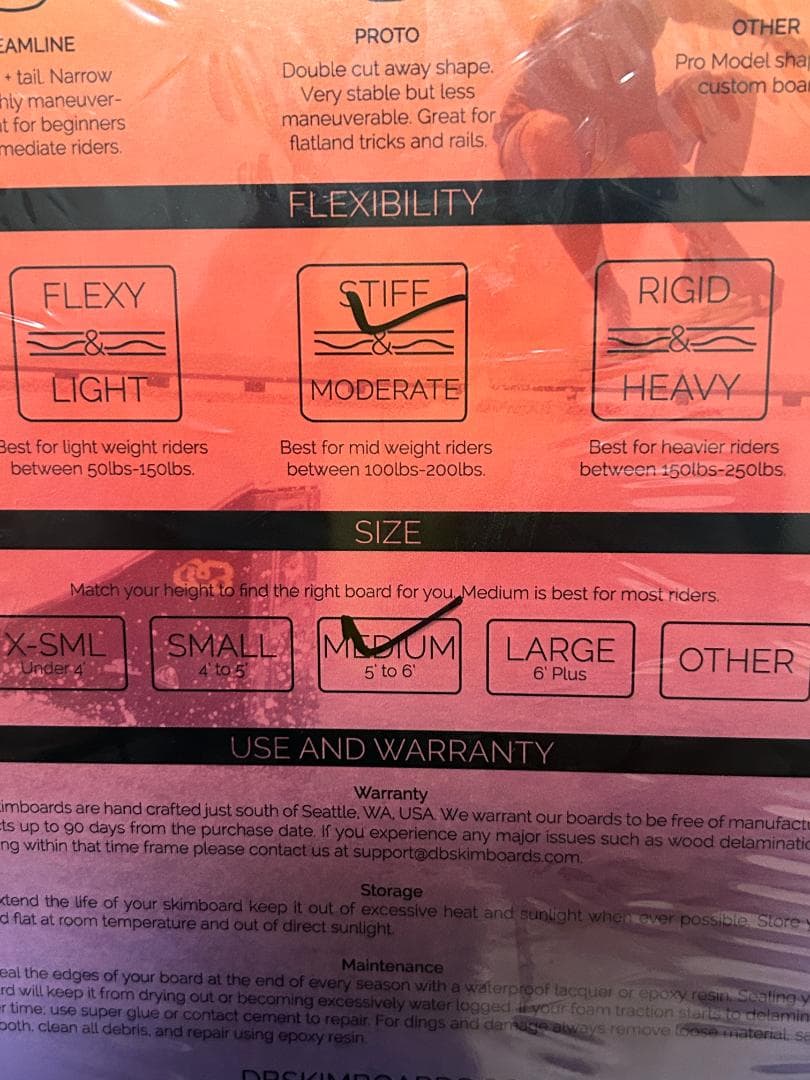 EAMLINE
+ tail. Narrow
hly maneuver-
t for beginners
mediate riders.
PROTO
Double cut away shape.
Very stable but less
maneuverable. Great for
flatland tricks and rails.
OTHER
Pro Model sha
custom boar
FLEXIBILITY
FLEXY
&
LIGHT
Best for light weight riders
between 50lbs-150lbs.
STIFF
&
MODERATE
Best for mid weight riders
between 100lbs-200lbs.
RIGID
&
HEAVY
Best for heavier riders
between 150lbs-250lbs.
SIZE
Match your height to find the right board for you. Medium is best for most riders.
X-SML
Under 4'
SMALL
4' to 5'
MEDIUM
5' to 6'
LARGE
6' Plus
OTHER
USE AND WARRANTY
Warranty
imboards are hand crafted just south of Seattle, WA, USA. We warrant our boards to be free of manufactu
ts up to 90 days from the purchase date. If you experience any major issues such as wood delaminatio
ng within that time frame please contact us at support@dbskimboards.com.
Storage
xtend the life of your skimboard keep it out of excessive heat and sunlight when ever possible. Store y
d flat at room temperature and out of direct sunlight.
Maintenance
eal the edges of your board at the end of every season with a waterproof lacquer or epoxy resin. Sealing y
rd will keep it from drying out or becoming excessively water logged. If your foam traction starts to delamin
r time, use super glue or contact cement to repair. For dings and damage always remove loose material, sa
ooth, clean all debris, and repair using epoxy resin.